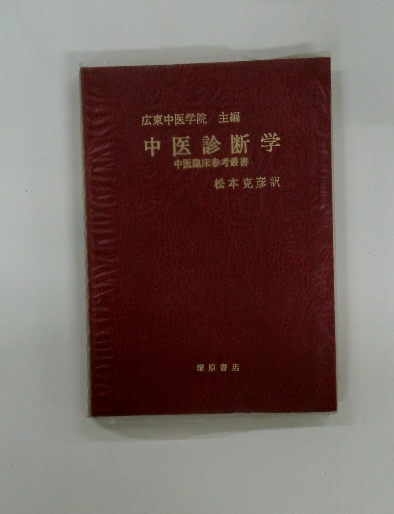 広東中医学院 主編
中医診断学
中医臨床参考叢書
松本克彦訳
燎原書店